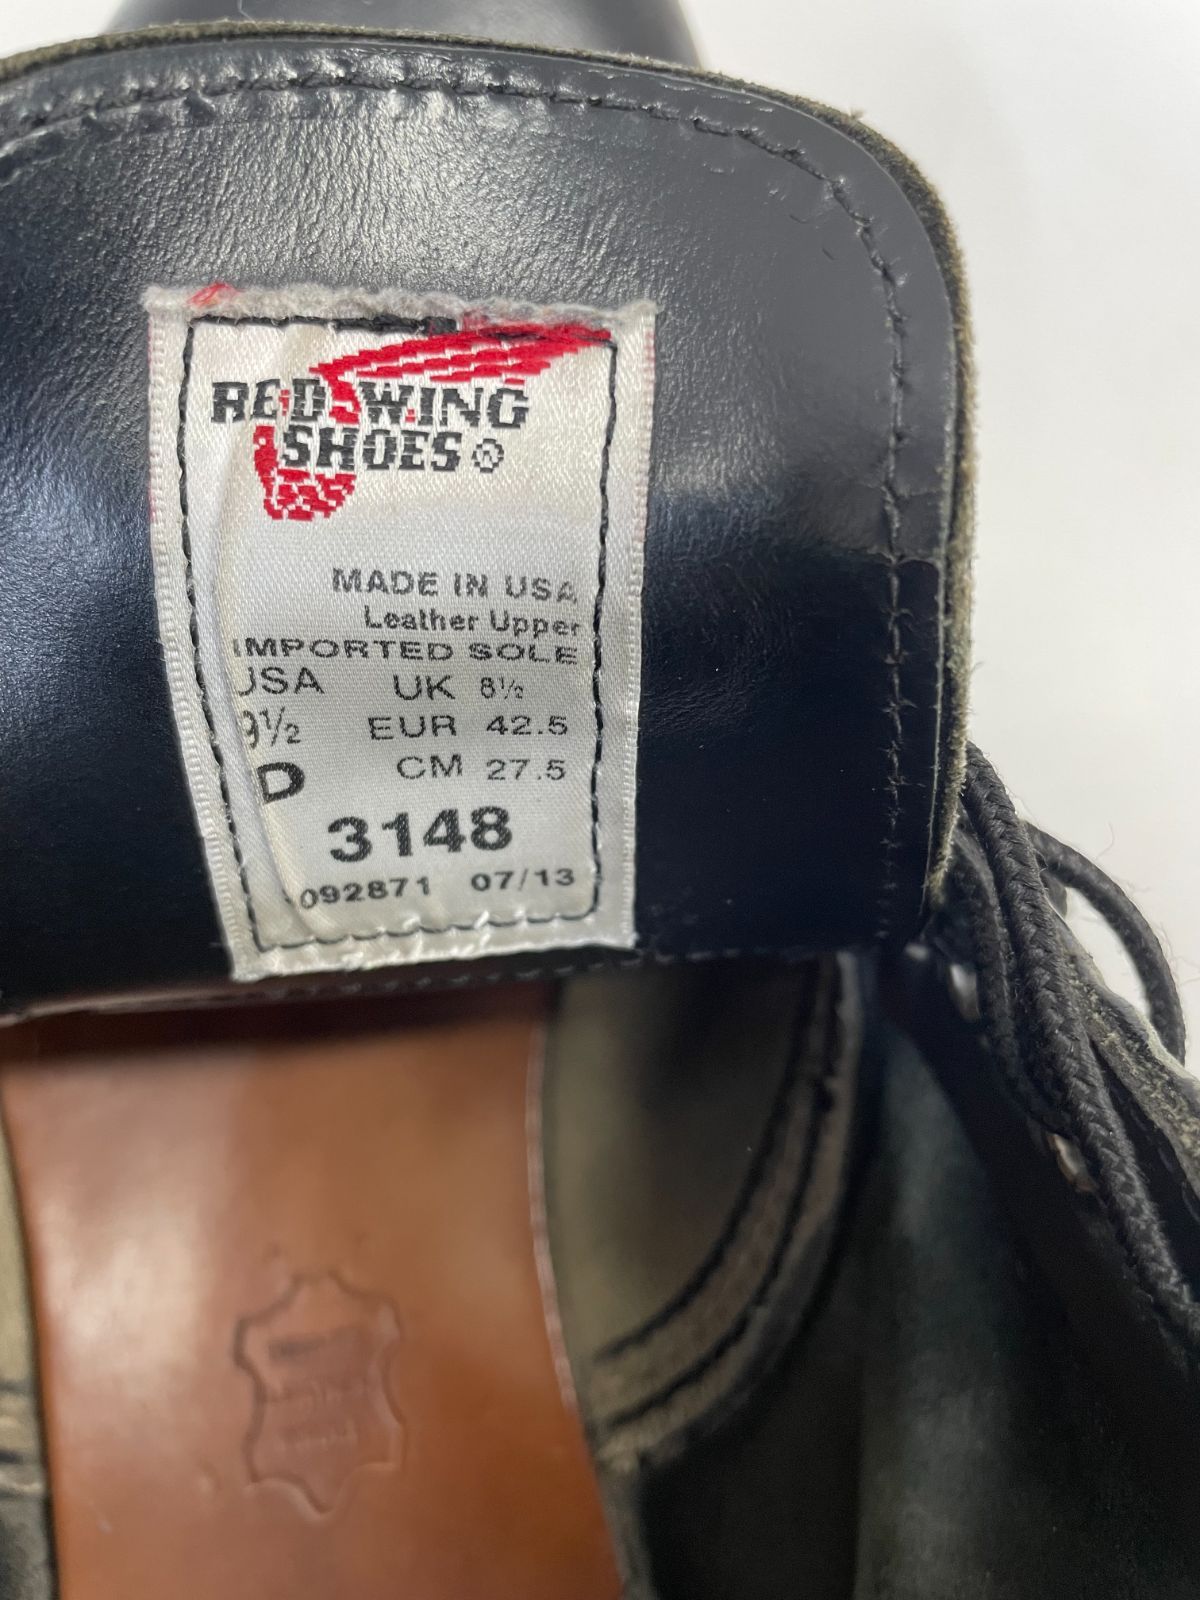 RED WING
SHOES®
MADE IN USA
Leather Upper
IMPORTED SOLE
USA UK 8½
9½ EUR 42.5
D CM 27.5
3148
092871 07/13